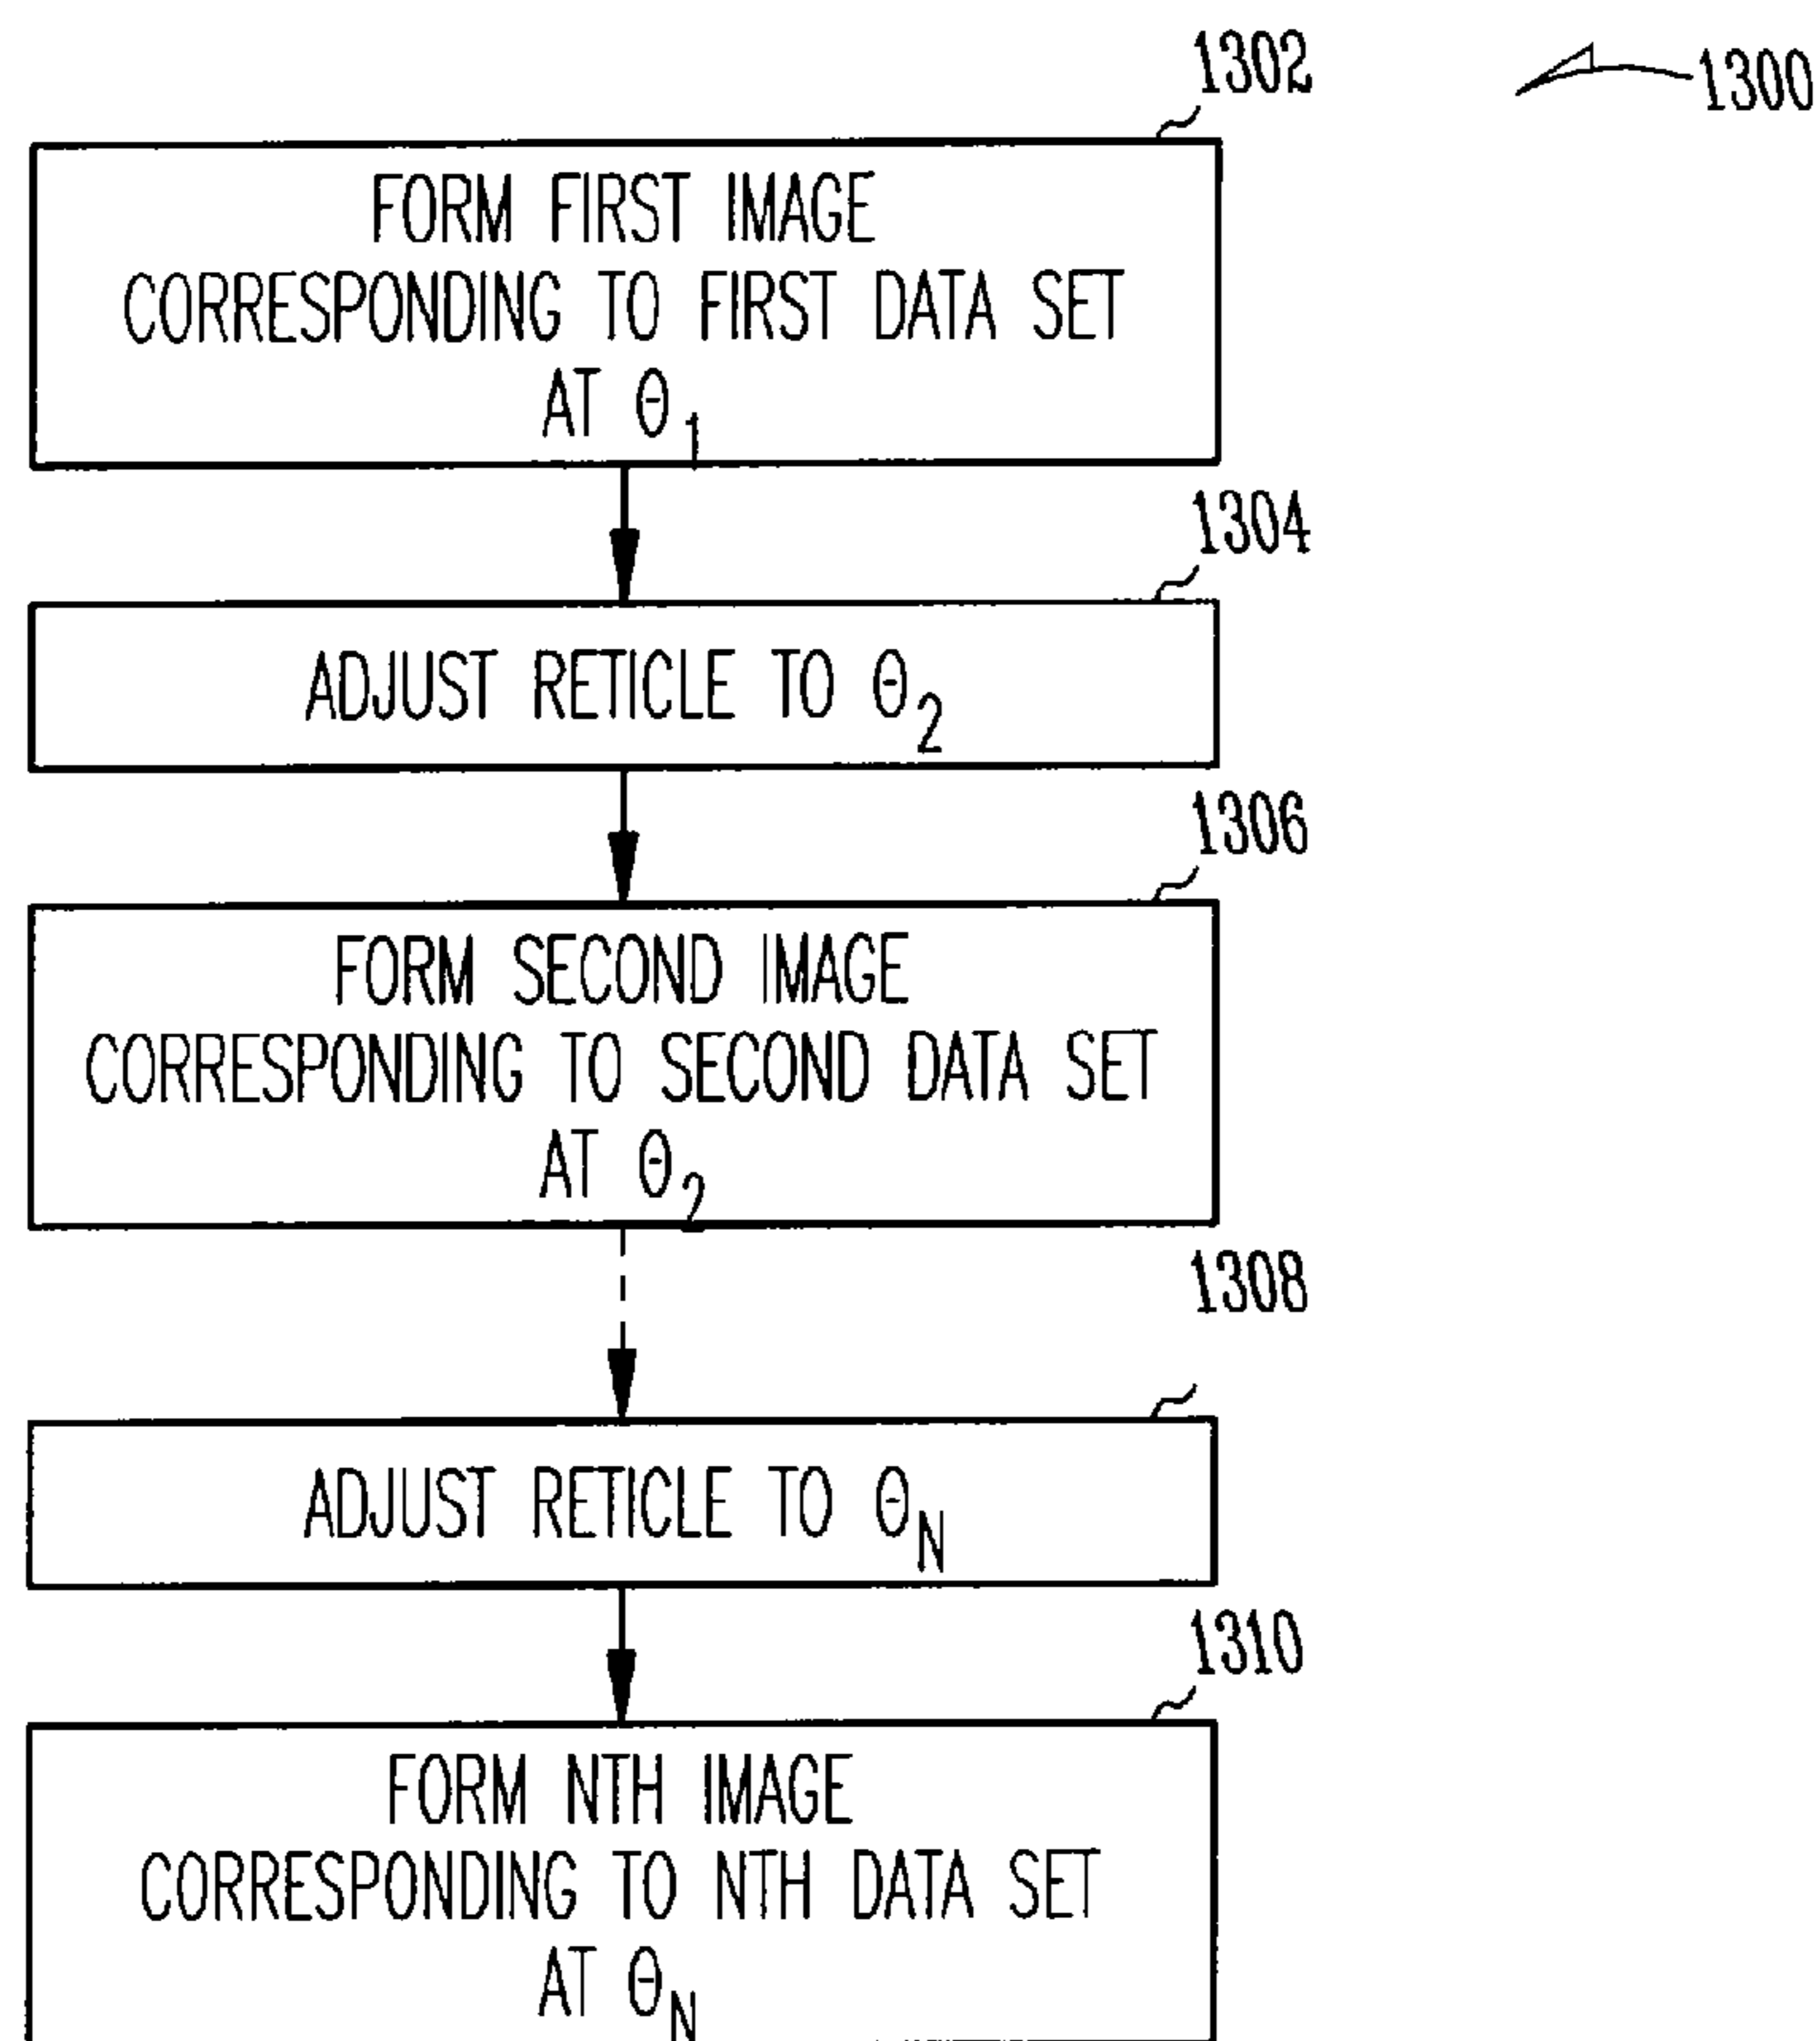 1302
1300
FORM FIRST IMAGE
CORRESPONDING TO FIRST DATA SET
AT Θ1
1304
ADJUST RETICLE TO Θ2
1306
FORM SECOND IMAGE
CORRESPONDING TO SECOND DATA SET
AT Θ2
1308
ADJUST RETICLE TO ΘN
1310
FORM NTH IMAGE
CORRESPONDING TO NTH DATA SET
AT ΘN